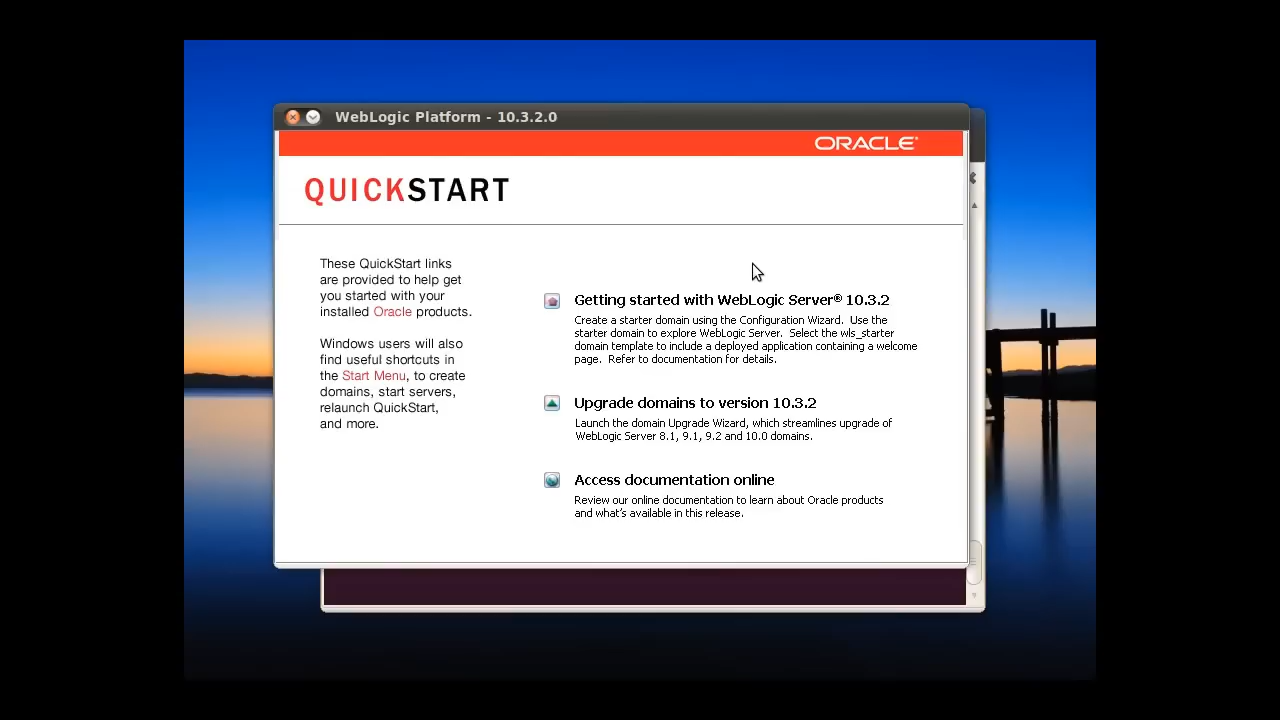 WebLogic Platform - 10.3.2.0
ORACLE®
QUICKSTART
These QuickStart links
are provided to help get
you started with your
installed Oracle products.
Windows users will also
find useful shortcuts in
the Start Menu, to create
domains, start servers,
relaunch QuickStart,
and more.
Getting started with WebLogic Server® 10.3.2
Create a starter domain using the Configuration Wizard. Use the
starter domain to explore WebLogic Server. Select the wls_starter
domain template to include a deployed application containing a welcome
page. Refer to documentation for details.
Upgrade domains to version 10.3.2
Launch the domain Upgrade Wizard, which streamlines upgrade of
WebLogic Server 8.1, 9.1, 9.2 and 10.0 domains.
Access documentation online
Review our online documentation to learn about Oracle products
and what's available in this release.